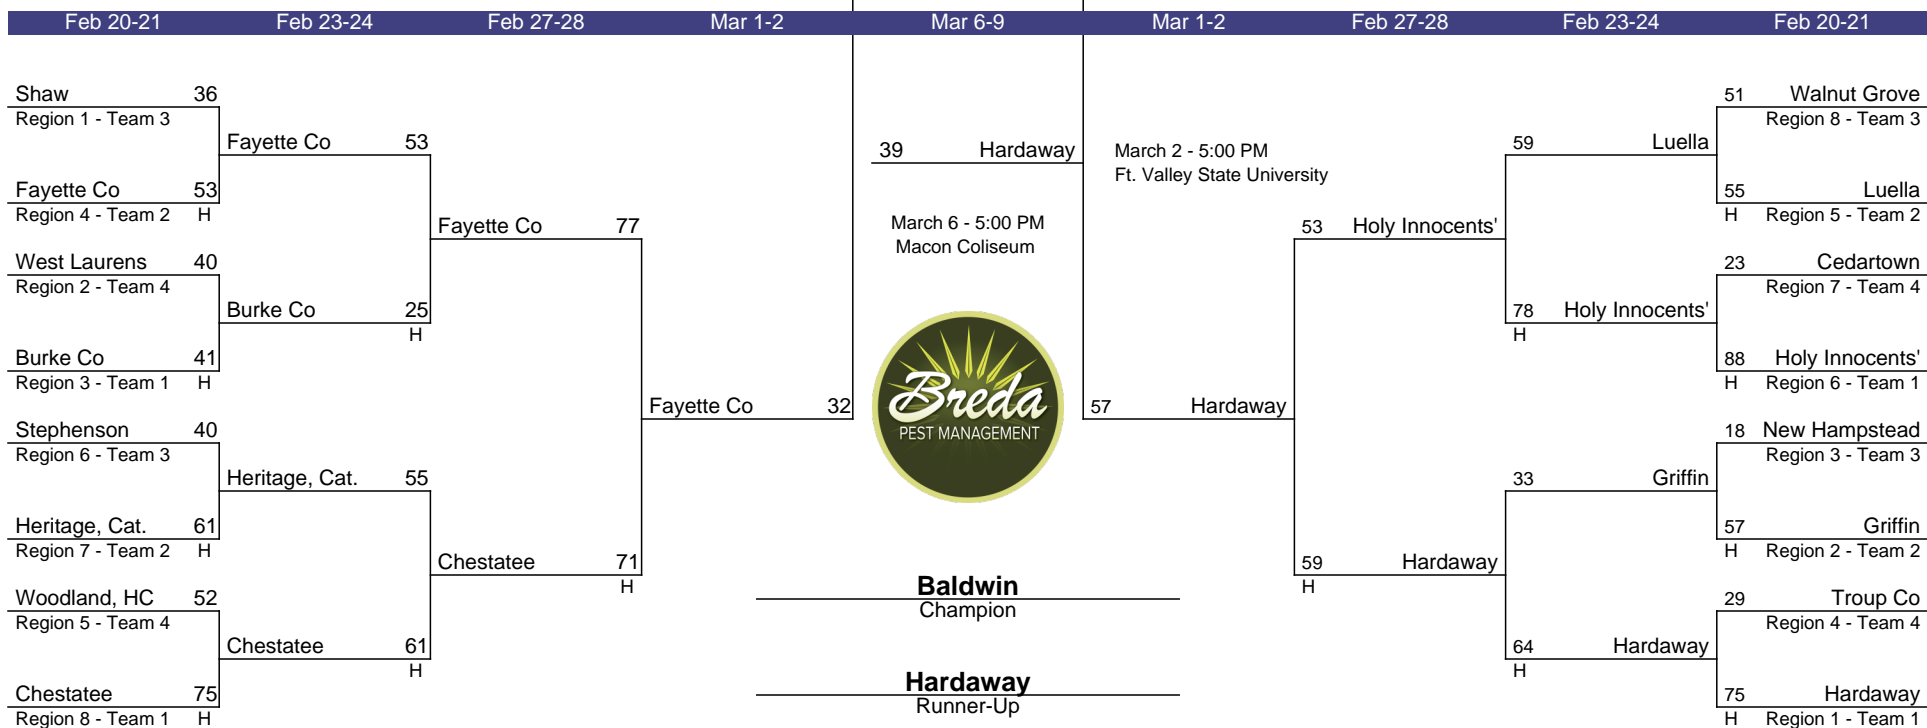 Feb 20-21 Feb 23-24 Feb 27-28 Mar 1-2 Mar 6-9 Mar 1-2 Feb 27-28 Feb 23-24 Feb 20-21
Shaw 36
Region 1 - Team 3
Fayette Co 53
Fayette Co 53
Region 4 - Team 2 H
Fayette Co 77
West Laurens 40
Region 2 - Team 4
Burke Co 25
H
Burke Co 41
Region 3 - Team 1 H
Fayette Co 32
Stephenson 40
Region 6 - Team 3
Heritage, Cat. 55
Heritage, Cat. 61
Region 7 - Team 2 H
Chestatee 71
H
Woodland, HC 52
Region 5 - Team 4
Chestatee 61
H
Chestatee 75
Region 8 - Team 1 H
39 Hardaway
March 6 - 5:00 PM
Macon Coliseum
Breda
PEST MANAGEMENT
Baldwin
Champion
Hardaway
Runner-Up
March 2 - 5:00 PM
Ft. Valley State University
57 Hardaway
53 Holy Innocents'
59 Hardaway
H
59 Luella
78 Holy Innocents'
H
33 Griffin
64 Hardaway
H
51 Walnut Grove
Region 8 - Team 3
55 Luella
H Region 5 - Team 2
23 Cedartown
Region 7 - Team 4
88 Holy Innocents'
H Region 6 - Team 1
18 New Hampstead
Region 3 - Team 3
57 Griffin
H Region 2 - Team 2
29 Troup Co
Region 4 - Team 4
75 Hardaway
H Region 1 - Team 1